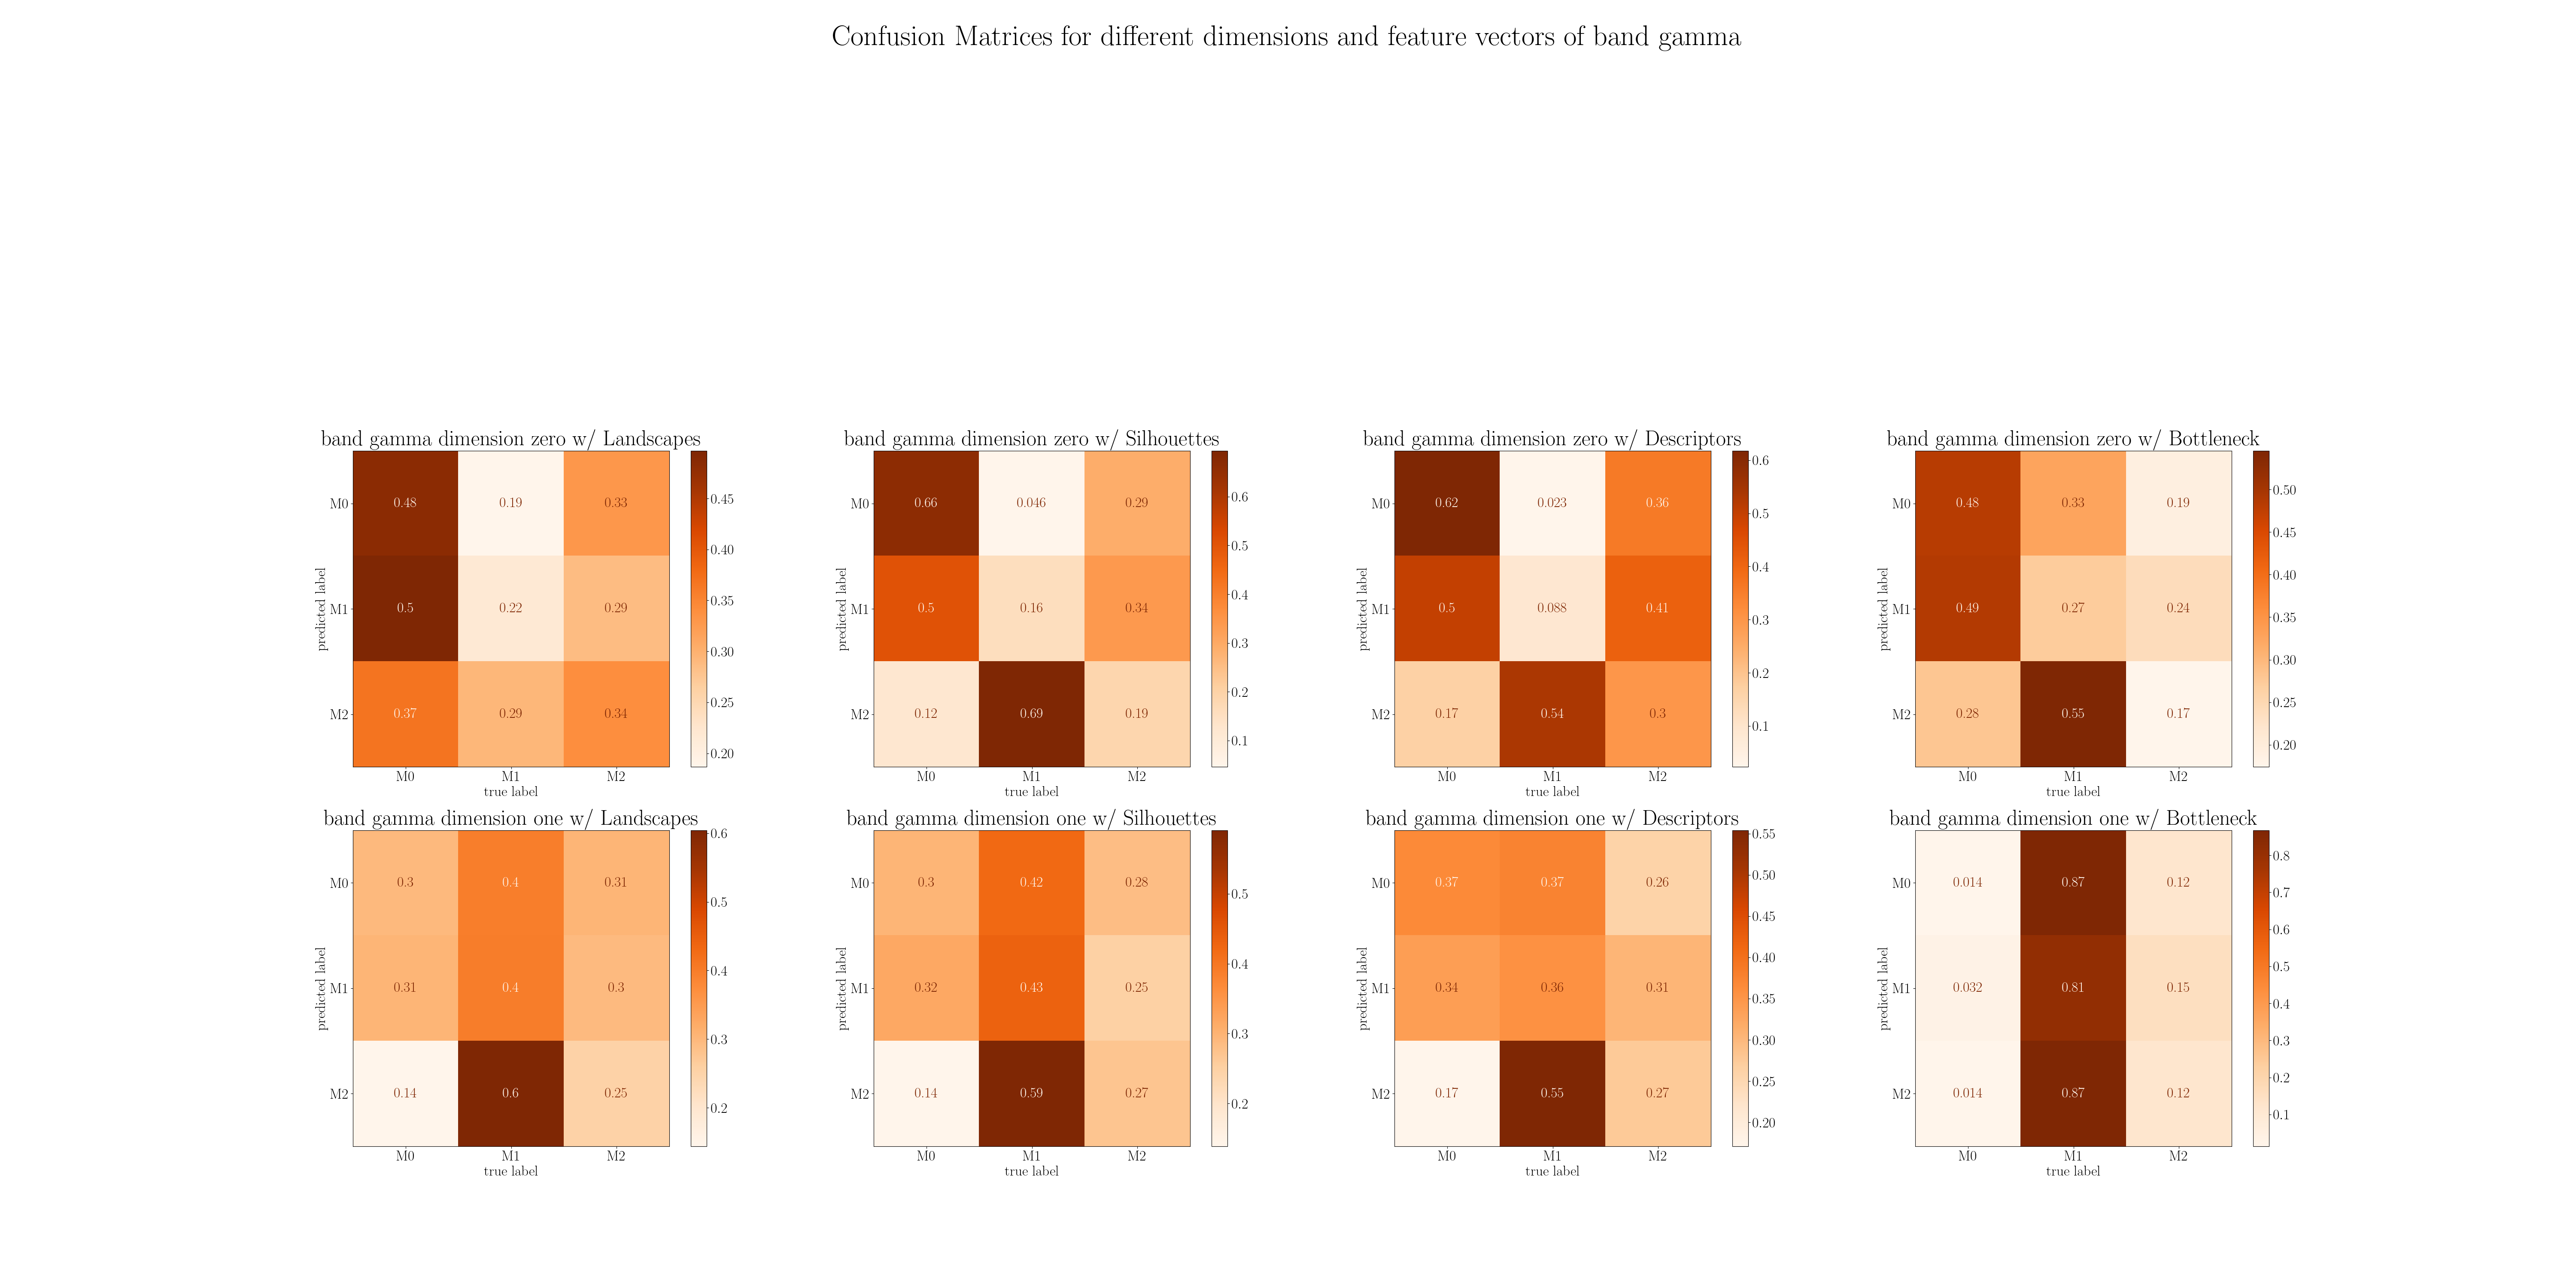 Confusion Matrices for different dimensions and feature vectors of band gamma
band gamma dimension zero w/ Landscapes
predicted label
M0 0.48 0.19 0.33
M1 0.5 0.22 0.29
M2 0.37 0.29 0.34
M0 M1 M2
true label
0.45
0.40
0.35
0.30
0.25
0.20
band gamma dimension zero w/ Silhouettes
predicted label
M0 0.66 0.046 0.29
M1 0.5 0.16 0.34
M2 0.12 0.69 0.19
M0 M1 M2
true label
0.6
0.5
0.4
0.3
0.2
0.1
band gamma dimension zero w/ Descriptors
predicted label
M0 0.62 0.023 0.36
M1 0.5 0.088 0.41
M2 0.17 0.54 0.3
M0 M1 M2
true label
0.6
0.5
0.4
0.3
0.2
0.1
band gamma dimension zero w/ Bottleneck
predicted label
M0 0.48 0.33 0.19
M1 0.49 0.27 0.24
M2 0.28 0.55 0.17
M0 M1 M2
true label
0.50
0.45
0.40
0.35
0.30
0.25
0.20
band gamma dimension one w/ Landscapes
predicted label
M0 0.3 0.4 0.31
M1 0.31 0.4 0.3
M2 0.14 0.6 0.25
M0 M1 M2
true label
0.6
0.5
0.4
0.3
0.2
band gamma dimension one w/ Silhouettes
predicted label
M0 0.3 0.42 0.28
M1 0.32 0.43 0.25
M2 0.14 0.59 0.27
M0 M1 M2
true label
0.5
0.4
0.3
0.2
band gamma dimension one w/ Descriptors
predicted label
M0 0.37 0.37 0.26
M1 0.34 0.36 0.31
M2 0.17 0.55 0.27
M0 M1 M2
true label
0.55
0.50
0.45
0.40
0.35
0.30
0.25
0.20
band gamma dimension one w/ Bottleneck
predicted label
M0 0.014 0.87 0.12
M1 0.032 0.81 0.15
M2 0.014 0.87 0.12
M0 M1 M2
true label
0.8
0.7
0.6
0.5
0.4
0.3
0.2
0.1